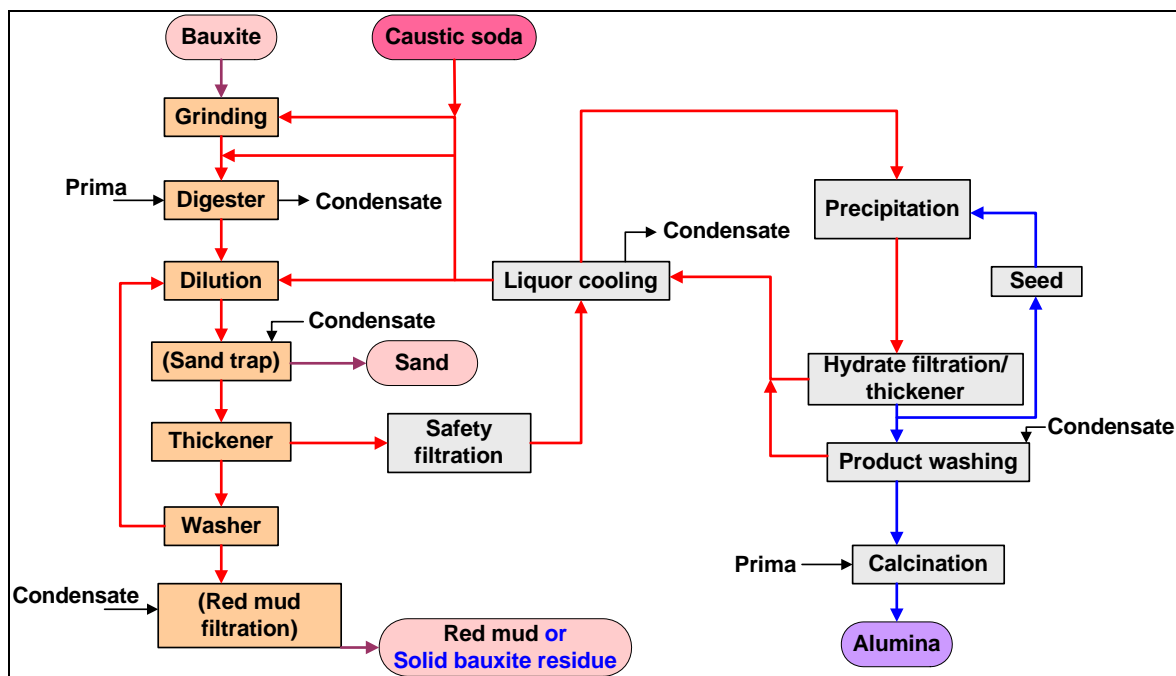 Bauxite
Caustic soda
Grinding
Prima
Digester
Condensate
Precipitation
Condensate
Dilution
Liquor cooling
Seed
Condensate
(Sand trap)
Sand
Hydrate filtration/
thickener
Thickener
Safety
filtration
Condensate
Product washing
Washer
Prima
Calcination
Condensate
(Red mud
filtration)
Red mud or
Solid bauxite residue
Alumina